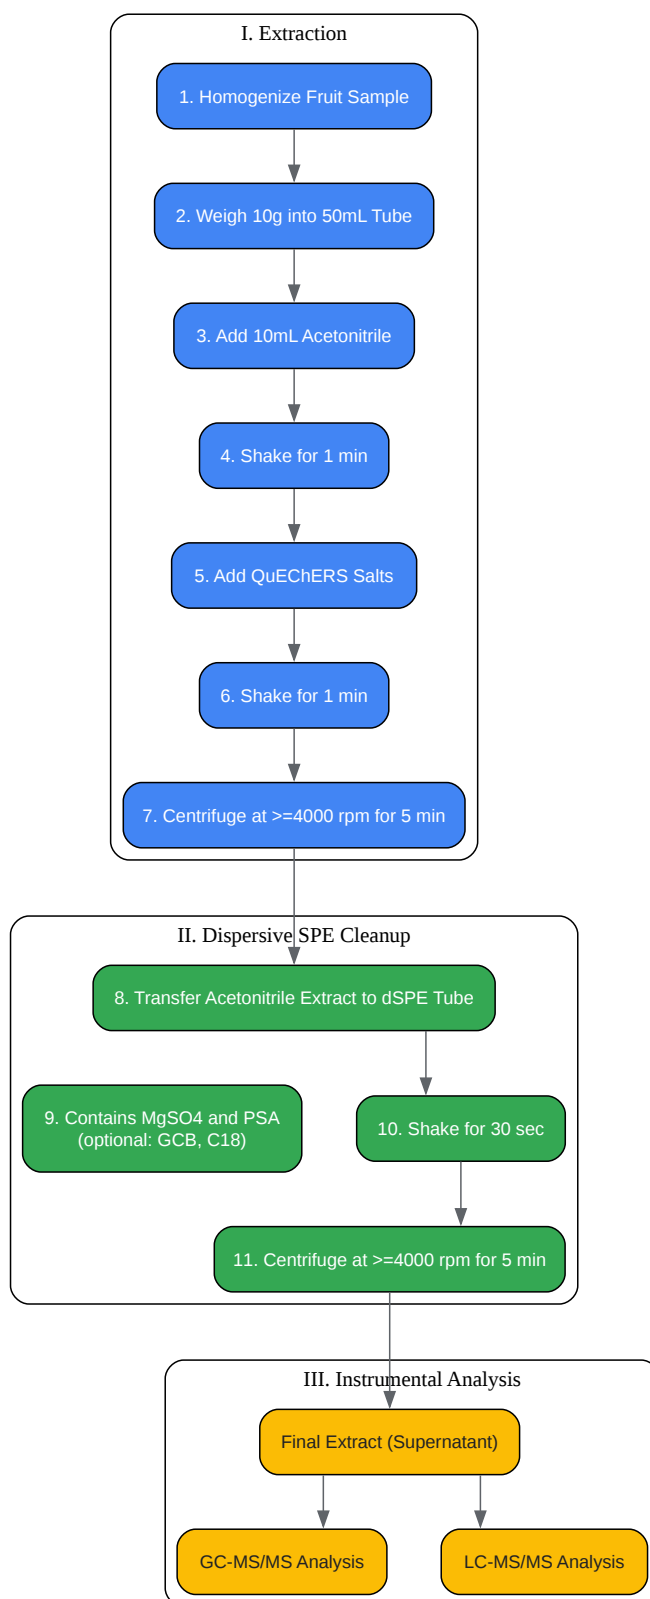 I. Extraction
1. Homogenize Fruit Sample
2. Weigh 10g into 50mL Tube
3. Add 10mL Acetonitrile
4. Shake for 1 min
5. Add QuEChERS Salts
6. Shake for 1 min
7. Centrifuge at >=4000 rpm for 5 min
II. Dispersive SPE Cleanup
8. Transfer Acetonitrile Extract to dSPE Tube
9. Contains MgSO4 and PSA
(optional: GCB, C18)
10. Shake for 30 sec
11. Centrifuge at >=4000 rpm for 5 min
III. Instrumental Analysis
Final Extract (Supernatant)
GC-MS/MS Analysis
LC-MS/MS Analysis